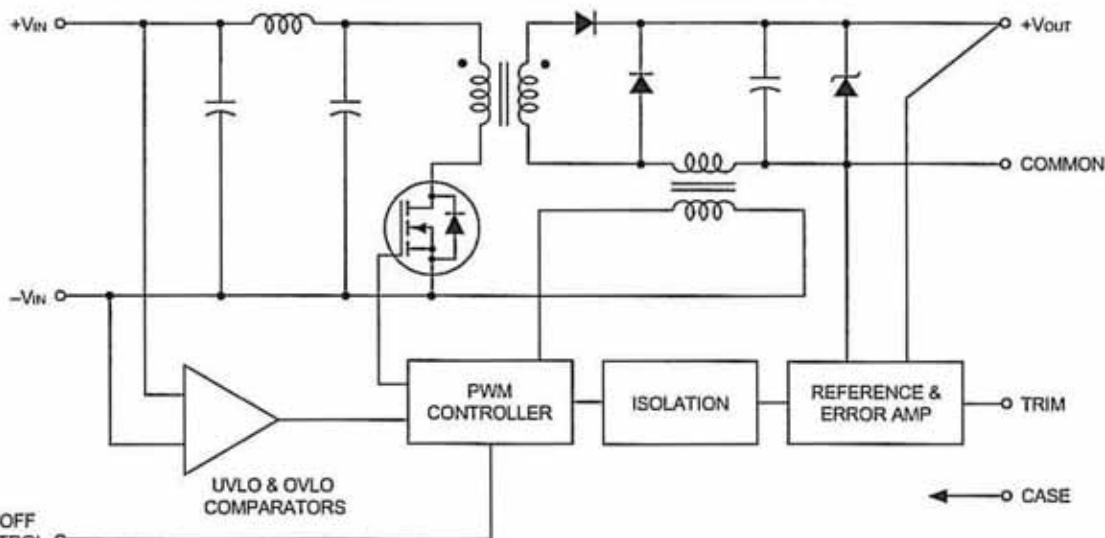 +VIN
+VOUT
COMMON
–VIN
PWM
CONTROLLER
ISOLATION
REFERENCE &
ERROR AMP
TRIM
UVLO & OVLO
COMPARATORS
CASE
OFF